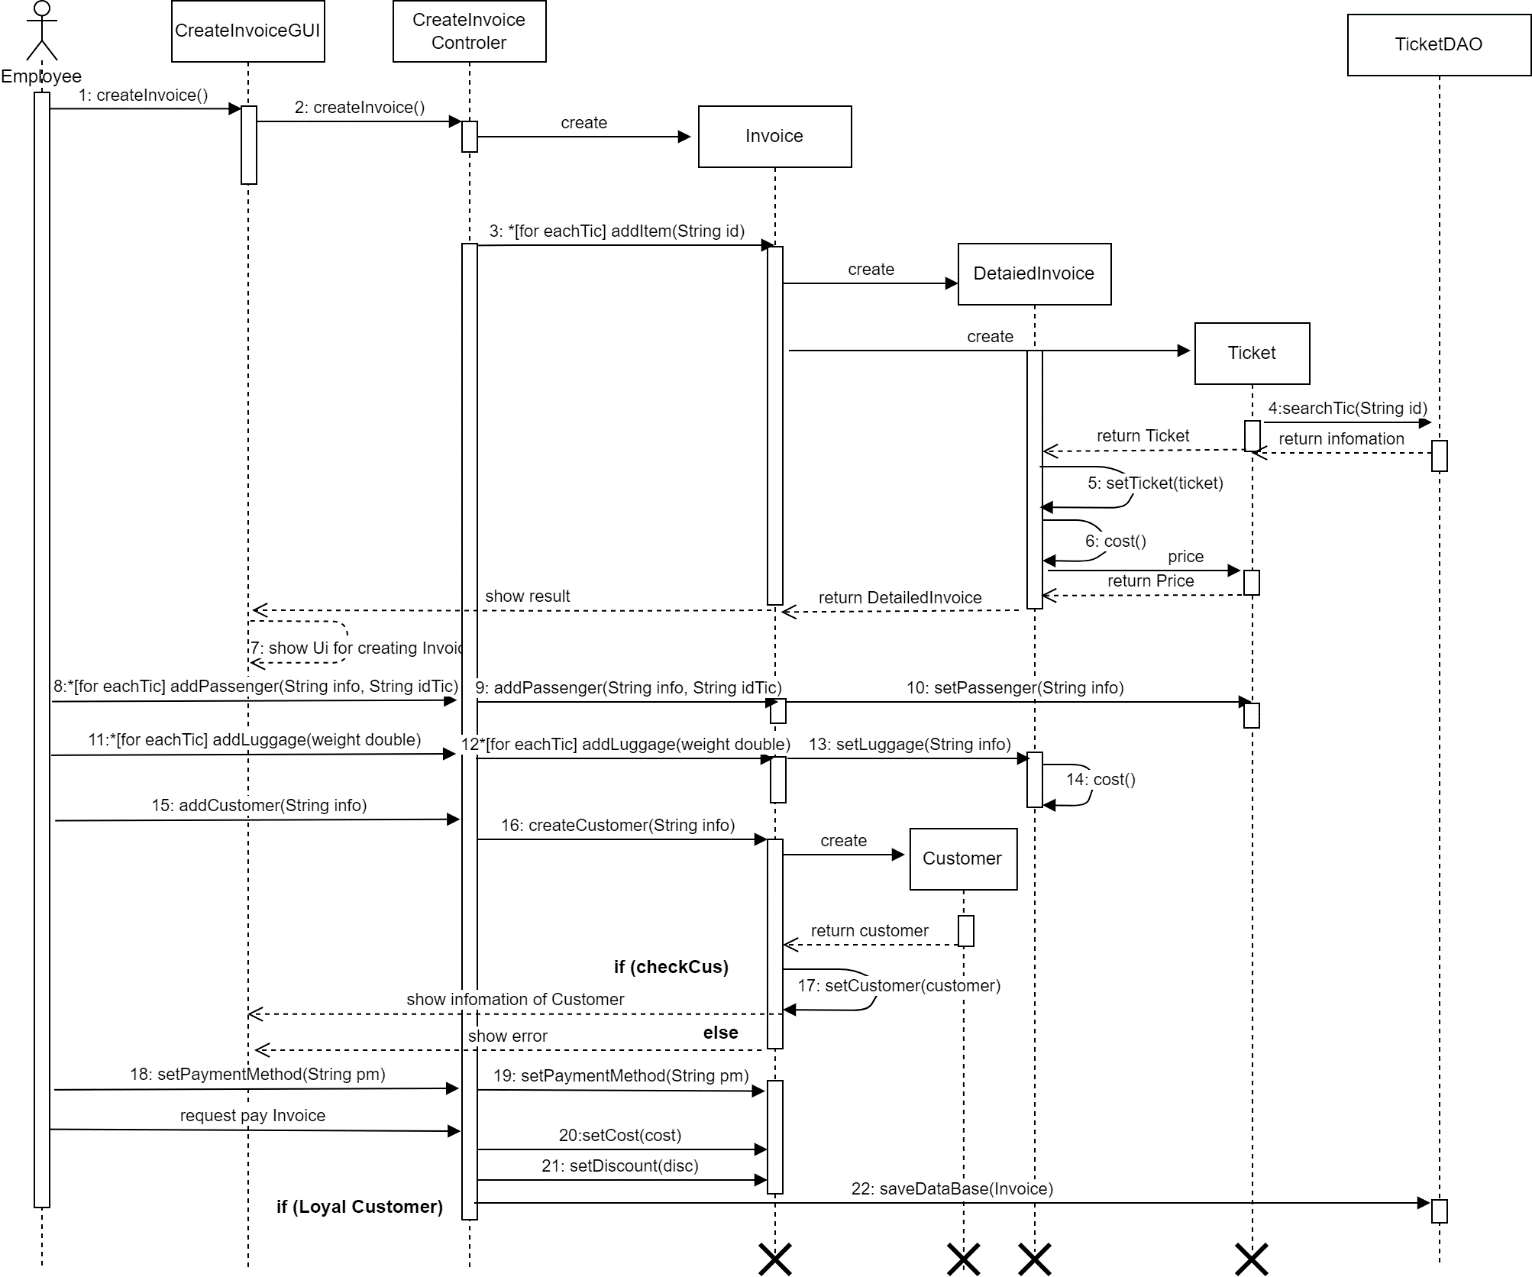 CreateInvoiceGUI
CreateInvoice
Controler
TicketDAO
Employee
1: createInvoice()
2: createInvoice()
create
Invoice
3: *[for eachTic] addItem(String id)
create
DetaiedInvoice
create
Ticket
4:searchTic(String id)
return Ticket
return infomation
5: setTicket(ticket)
6: cost()
price
return Price
show result
return DetailedInvoice
7: show Ui for creating Invoic
8:*[for eachTic] addPassenger(String info, String idTic)
9: addPassenger(String info, String idTic)
10: setPassenger(String info)
11:*[for eachTic] addLuggage(weight double)
12*[for eachTic] addLuggage(weight double)
13: setLuggage(String info)
14: cost()
15: addCustomer(String info)
16: createCustomer(String info)
create
Customer
return customer
if (checkCus)
17: setCustomer(customer)
show infomation of Customer
else
show error
18: setPaymentMethod(String pm)
19: setPaymentMethod(String pm)
request pay Invoice
20:setCost(cost)
21: setDiscount(disc)
22: saveDataBase(Invoice)
if (Loyal Customer)